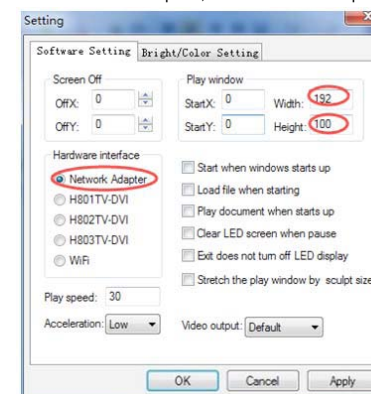 Setting
Software Setting Bright/Color Setting
Screen Off
OffX: 0
OffY: 0
Play window
StartX: 0 Width: 192
StartY: 0 Height: 100
Hardware interface
Network Adapter
H801TV-DVI
H802TV-DVI
H803TV-DVI
WiFi
Start when windows starts up
Load file when starting
Play document when starts up
Clear LED screen when pause
Exit does not turn off LED display
Stretch the play window by sculpt size
Play speed: 30
Acceleration: Low Video output: Default
OK Cancel Apply